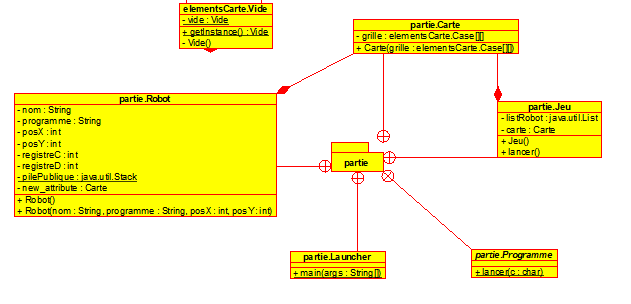 elementsCarte.Vide
- vide : Vide
+ getInstance() : Vide
- Vide()
partie.Carte
- grille : elementsCarte.Case[][]
+ Carte(grille : elementsCarte.Case[][])
partie.Robot
- nom : String
- programme : String
- posX : int
- posY : int
- registreC : int
- registreD : int
- pilePublique : java.util.Stack
- new_attribute : Carte
+ Robot()
+ Robot(nom : String, programme : String, posX : int, posY : int)
partie.Jeu
- listRobot : java.util.List
- carte : Carte
+ Jeu()
+ lancer()
partie
partie.Launcher
+ main(args : String[])
partie.Programme
+ lancer(c : char)